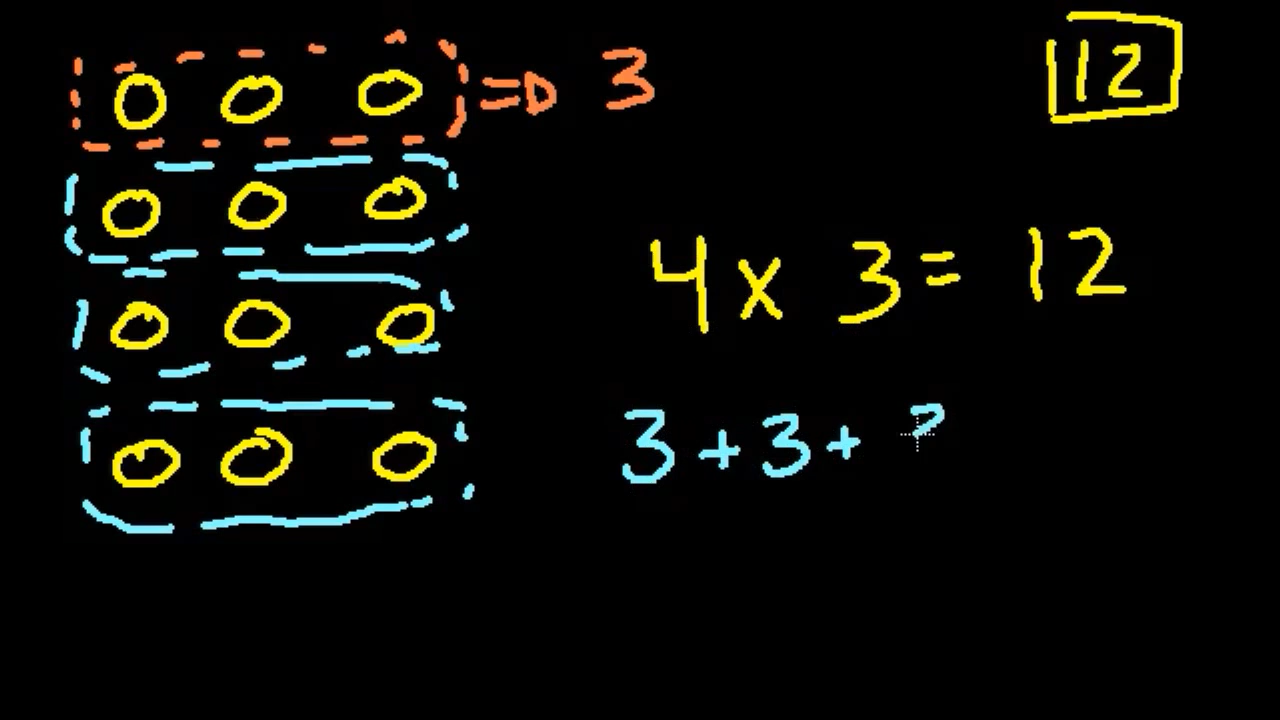 => 3
12
4 x 3 = 12
3 + 3 +